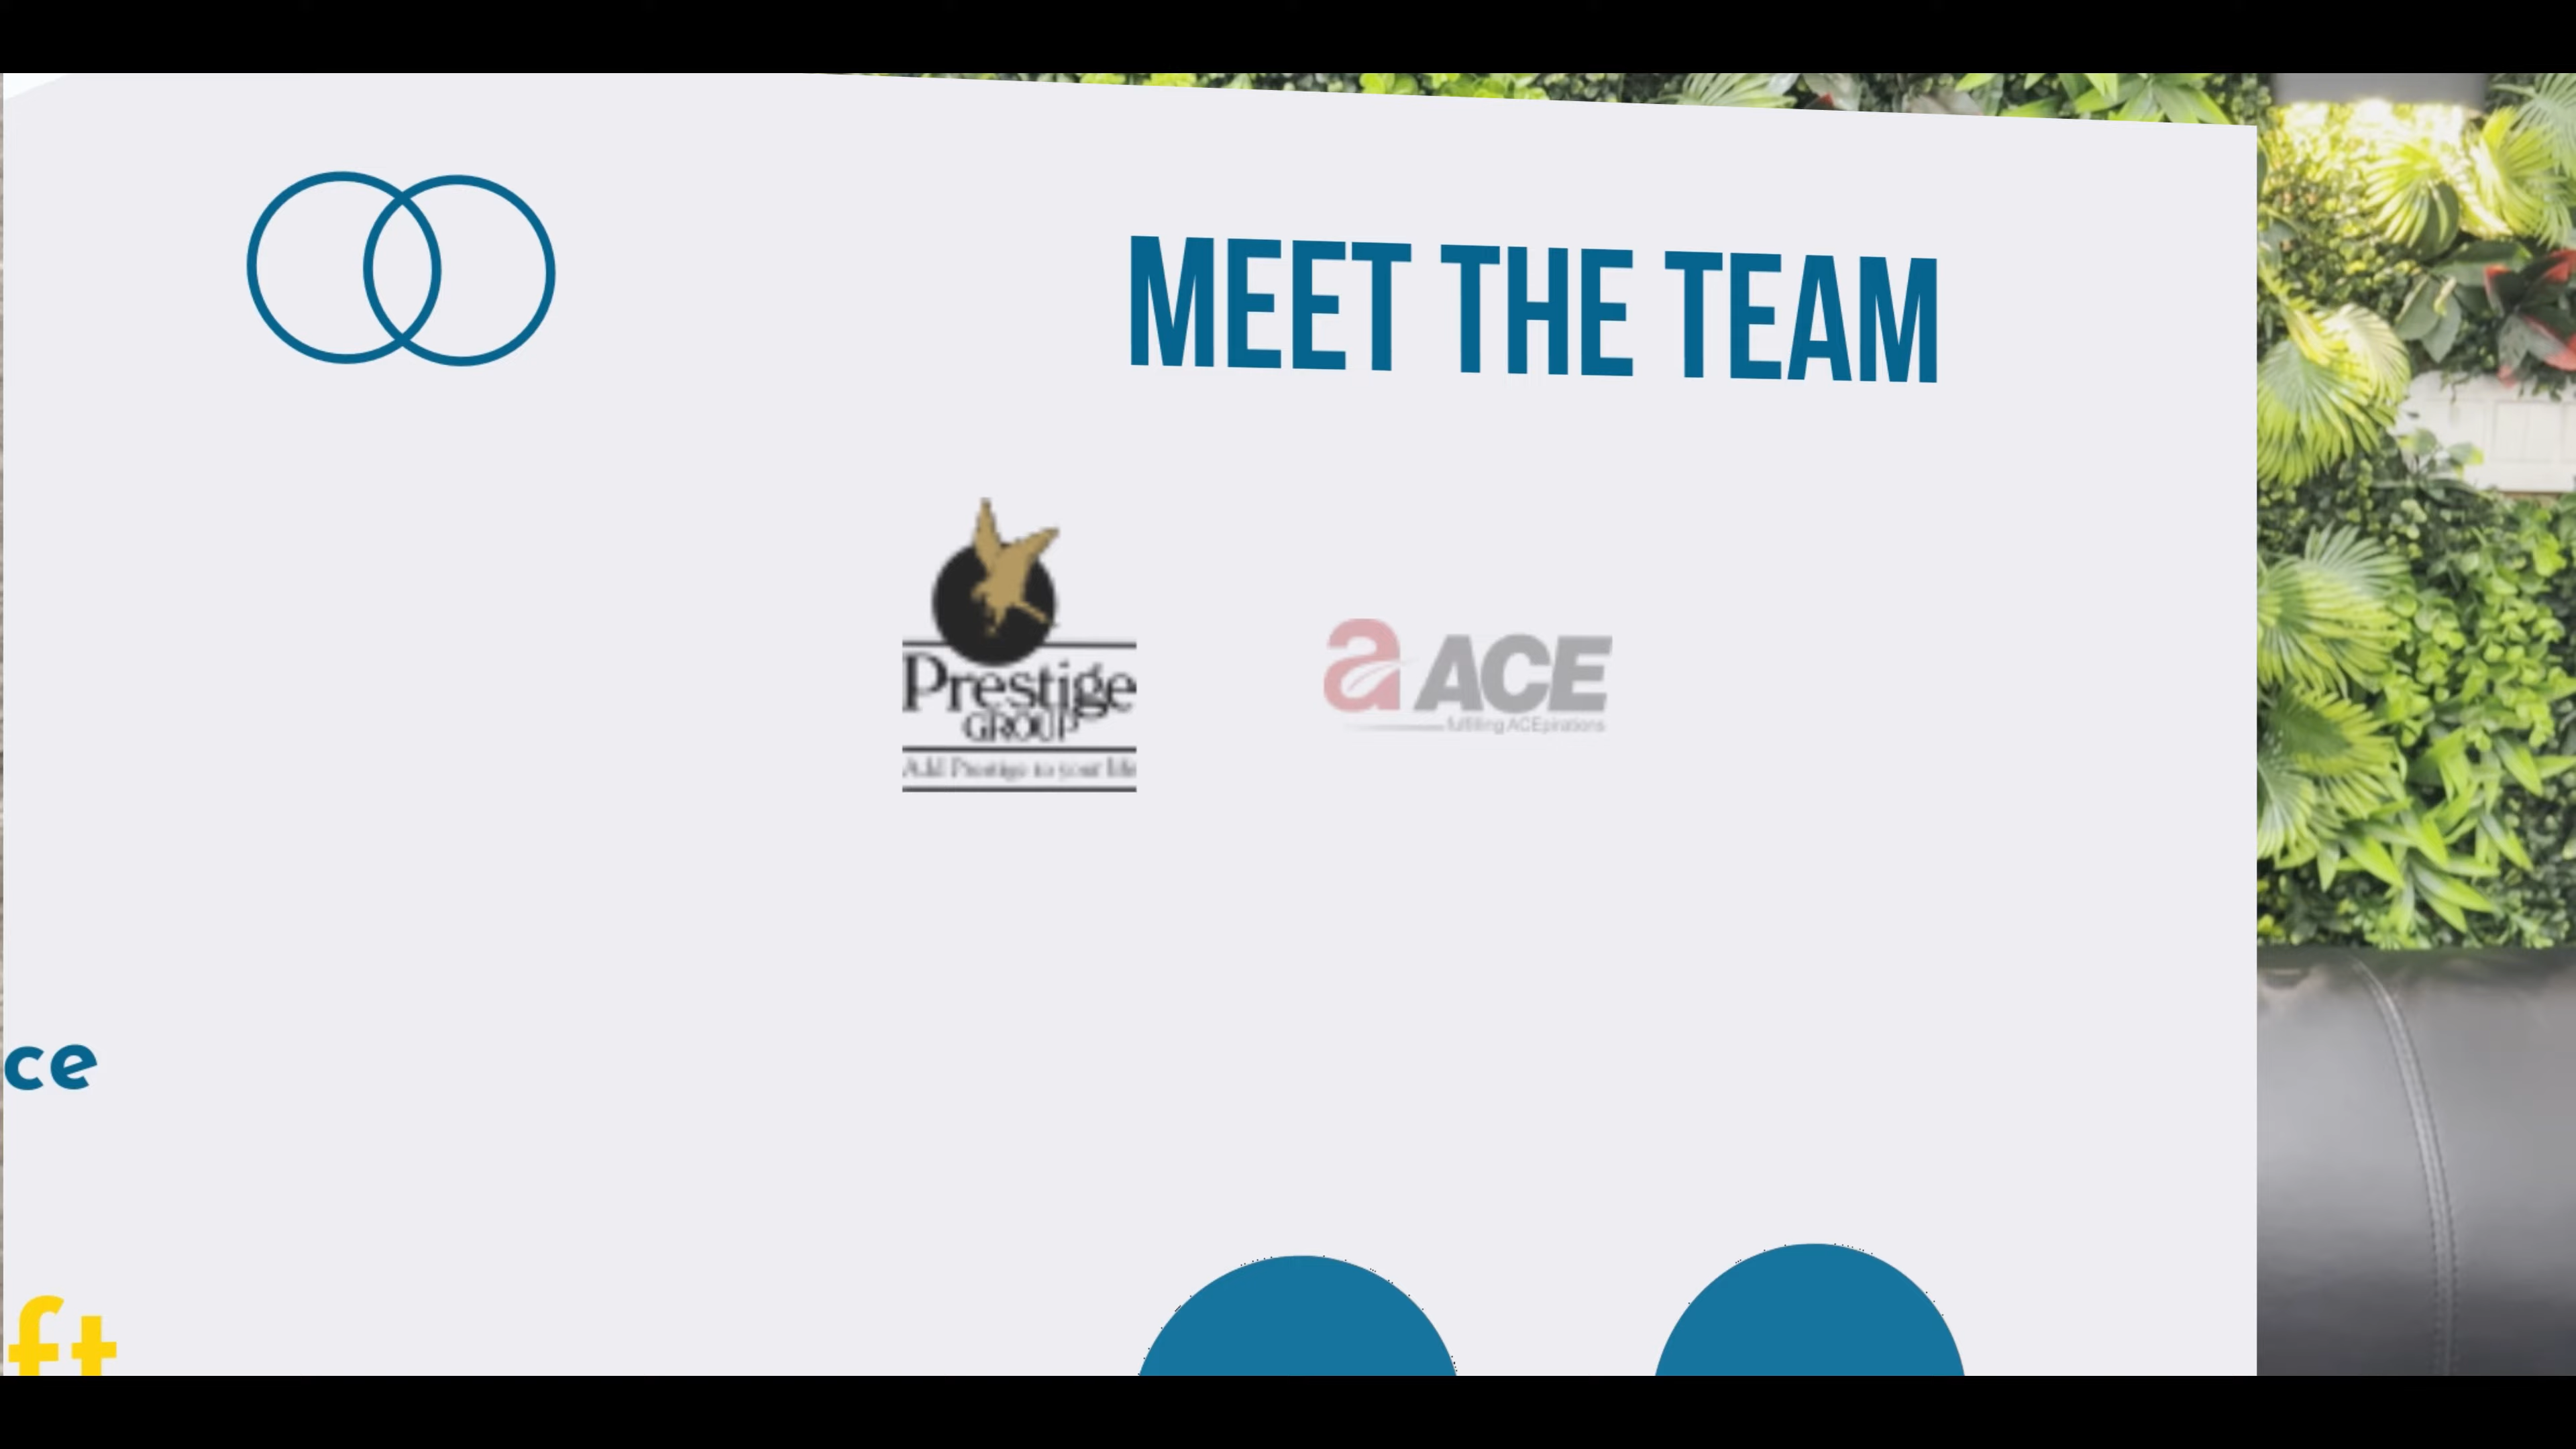 MEET THE TEAM
Prestige
GROUP
Add Prestige to your life
a ACE
fulfilling ACEpirations
ce
ft